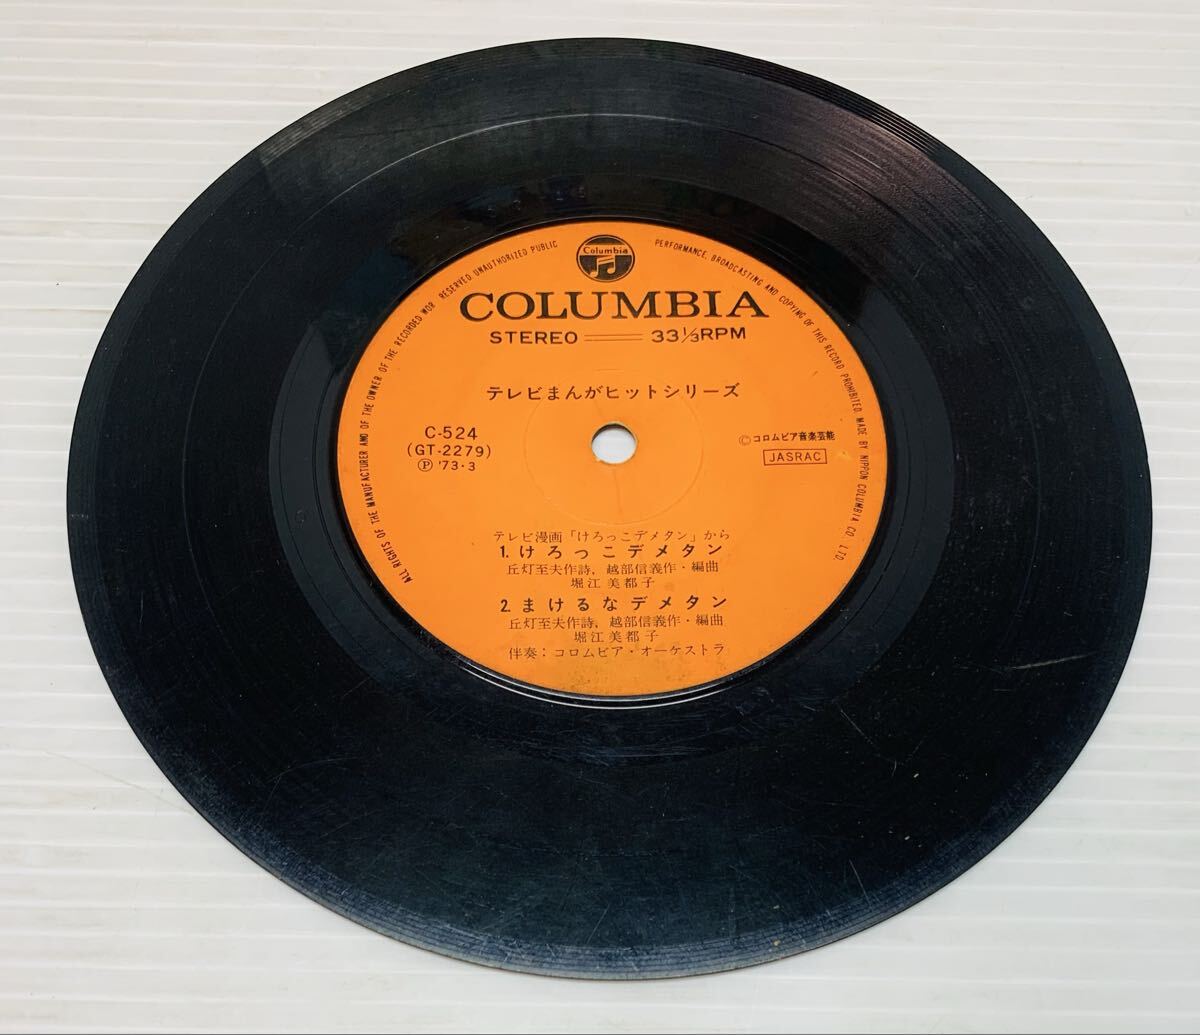 Columbia
COLUMBIA
STEREO 33⅓RPM
テレビまんがヒットシリーズ
C-524
(GT-2279)
Ⓟ '73・3
©コロムビア音楽芸能
JASRAC
テレビ漫画「けろっこデメタン」から
1. けろっこデメタン
丘灯至夫作詩、越部信義作・編曲
堀江美都子
2. まけるなデメタン
丘灯至夫作詩、越部信義作・編曲
堀江美都子
伴奏：コロムビア・オーケストラ
ALL RIGHTS OF THE MANUFACTURER AND OF THE OWNER OF THE RECORDED WOR. RESERVED UNAUTHORIZED PUBLIC PERFORMANCE, BROADCASTING AND COPYING OF THIS RECORD PROHIBITED. MADE BY NIPPON COLUMBIA CO., LTD.